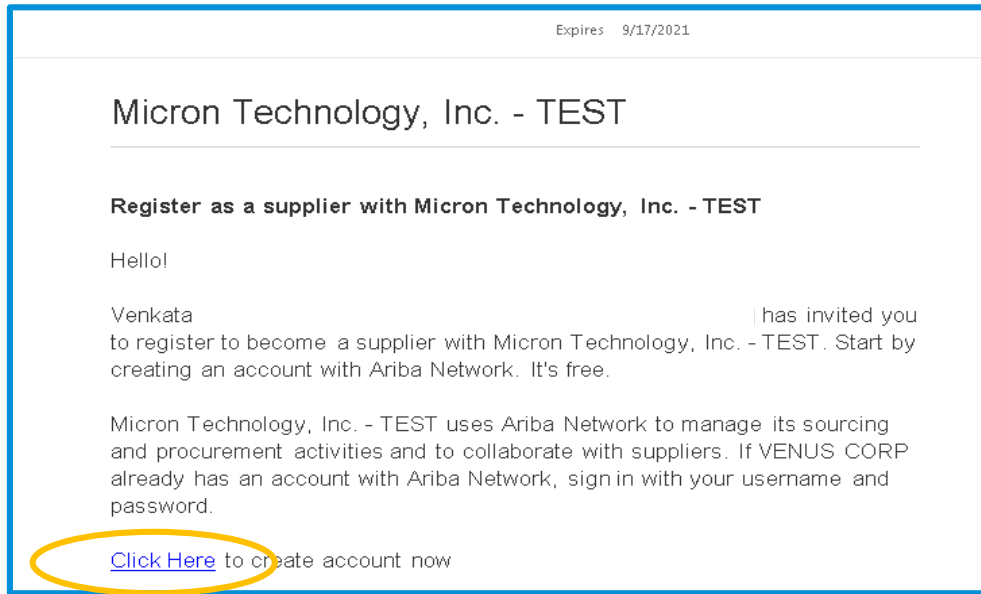 Expires 9/17/2021
Micron Technology, Inc. - TEST
Register as a supplier with Micron Technology, Inc. - TEST
Hello!
Venkata has invited you
to register to become a supplier with Micron Technology, Inc. - TEST. Start by
creating an account with Ariba Network. It's free.
Micron Technology, Inc. - TEST uses Ariba Network to manage its sourcing
and procurement activities and to collaborate with suppliers. If VENUS CORP
already has an account with Ariba Network, sign in with your username and
password.
Click Here to create account now